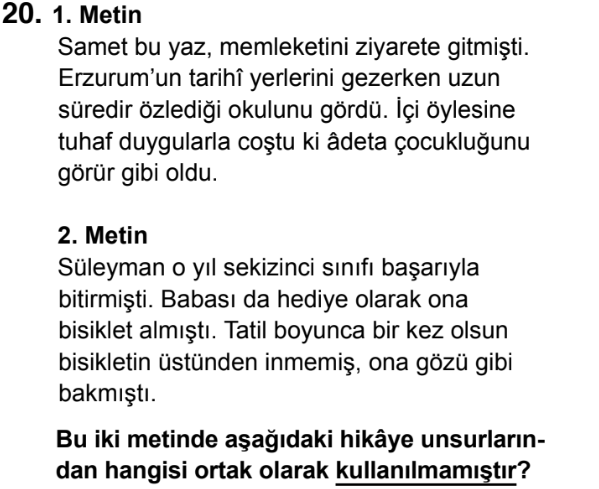 20. 1. Metin
Samet bu yaz, memleketini ziyarete gitmişti.
Erzurum’un tarihî yerlerini gezerken uzun
süredir özlediği okulunu gördü. İçi öylesine
tuhaf duygularla coştu ki âdeta çocukluğunu
görür gibi oldu.
2. Metin
Süleyman o yıl sekizinci sınıfı başarıyla
bitirmişti. Babası da hediye olarak ona
bisiklet almıştı. Tatil boyunca bir kez olsun
bisikletin üstünden inmemiş, ona gözü gibi
bakmıştı.
Bu iki metinde aşağıdaki hikâye unsurların-
dan hangisi ortak olarak kullanılmamıştır?